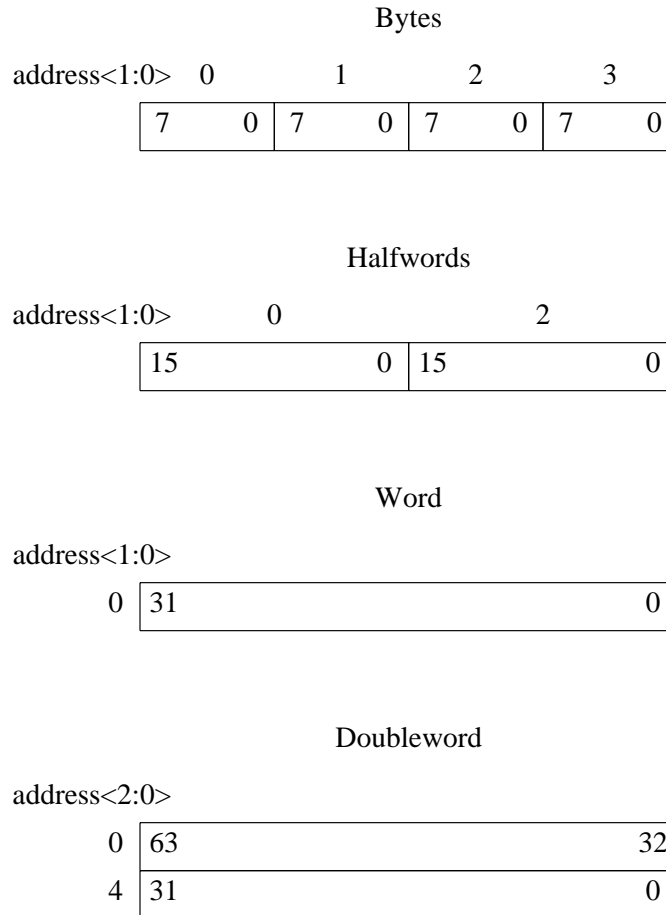 Bytes
address<1:0> 0 1 2 3
7 0 7 0 7 0 7 0
Halfwords
address<1:0> 0 2
15 0 15 0
Word
address<1:0>
0 31 0
Doubleword
address<2:0>
0 63 32
4 31 0